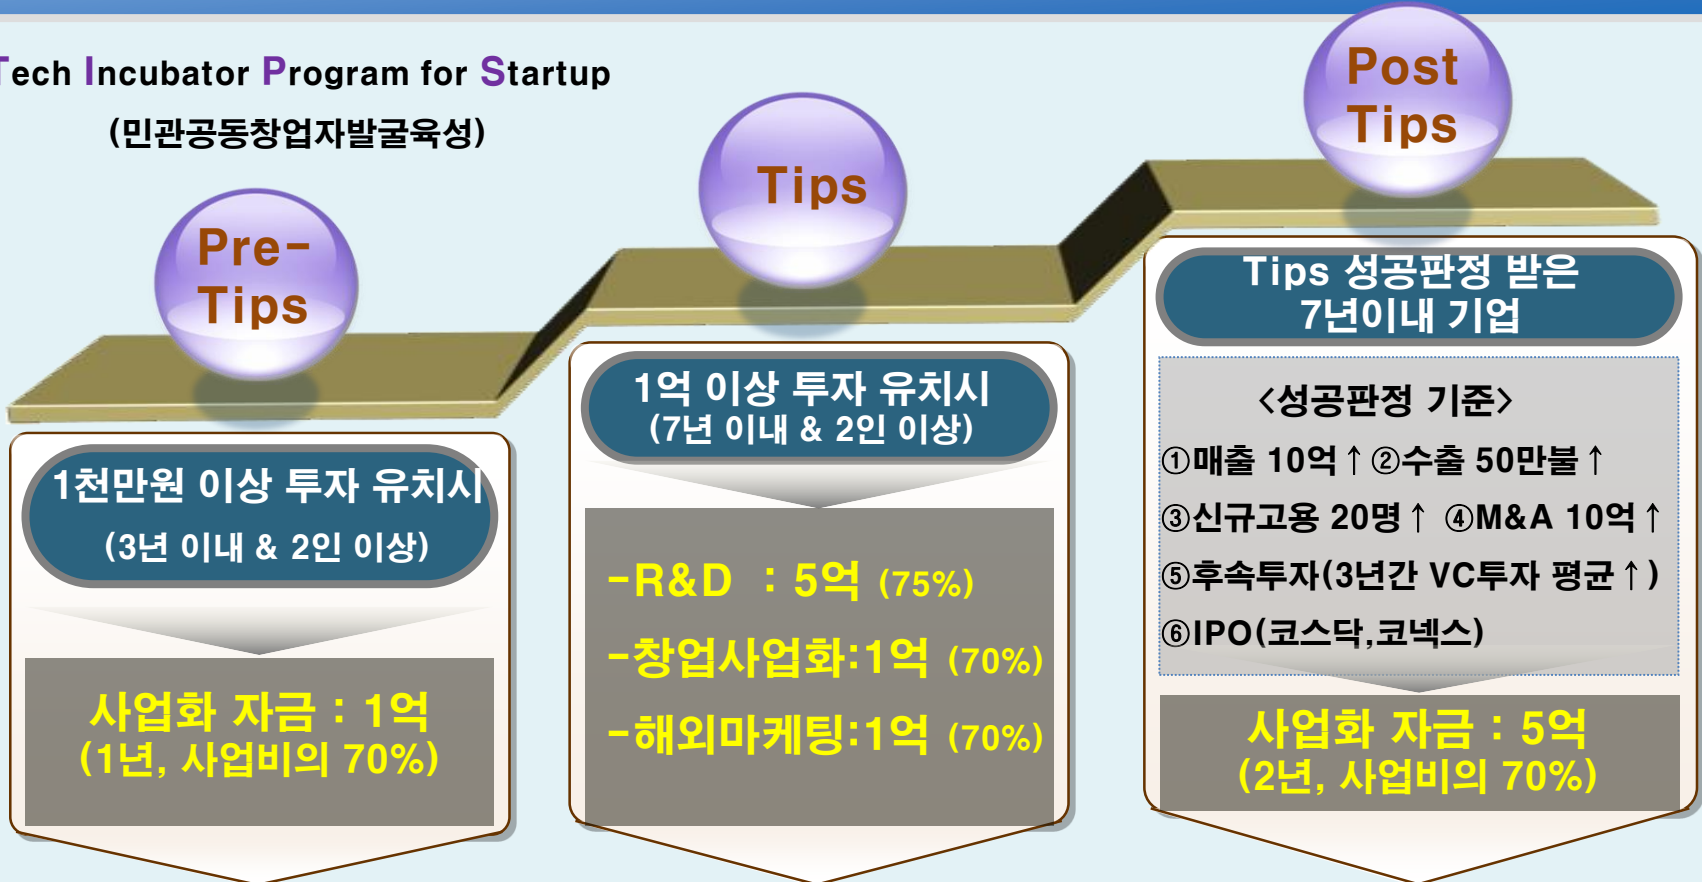 Tech Incubator Program for Startup
(민관공동창업자발굴육성)
Pre-
Tips
1천만원 이상 투자 유치시
(3년 이내 & 2인 이상)
사업화 자금 : 1억
(1년, 사업비의 70%)
Tips
1억 이상 투자 유치시
(7년 이내 & 2인 이상)
-R&D : 5억 (75%)
-창업사업화:1억 (70%)
-해외마케팅:1억 (70%)
Post
Tips
Tips 성공판정 받은
7년이내 기업
<성공판정 기준>
①매출 10억↑②수출 50만불↑
③신규고용 20명↑ ④M&A 10억↑
⑤후속투자(3년간 VC투자 평균↑)
⑥IPO(코스닥,코넥스)
사업화 자금 : 5억
(2년, 사업비의 70%)